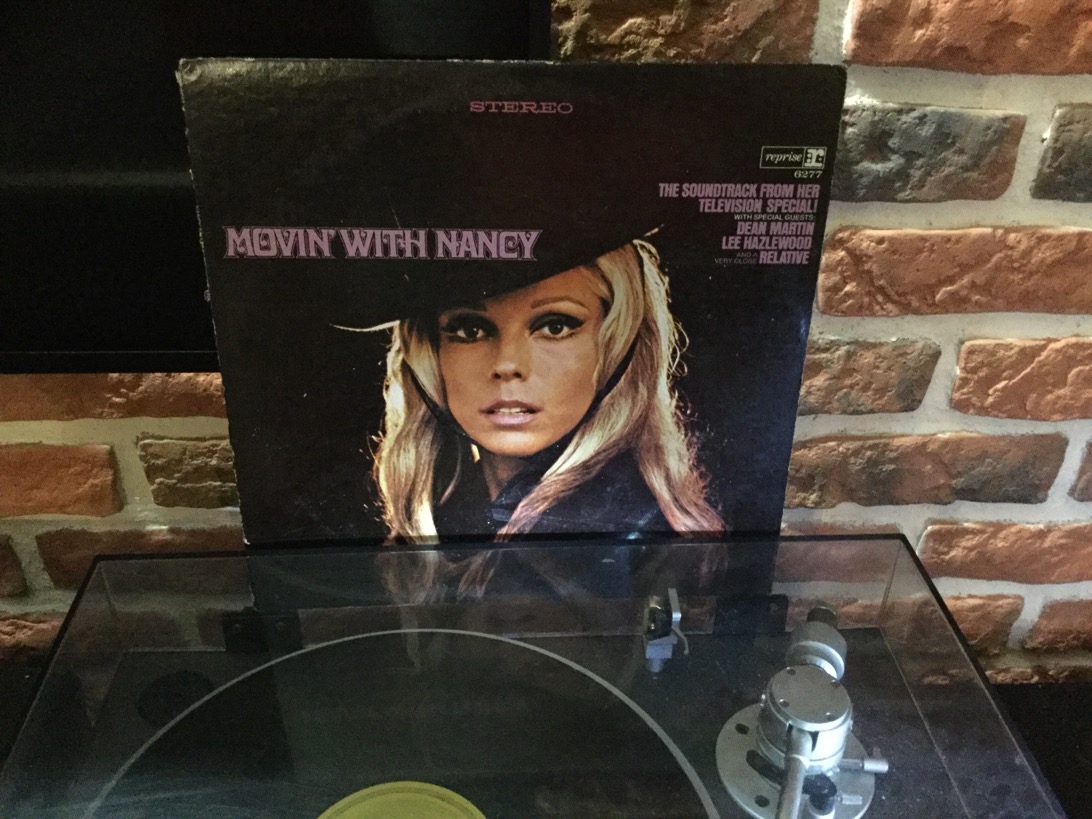 STEREO
reprise
6277
THE SOUNDTRACK FROM HER
TELEVISION SPECIAL!
WITH SPECIAL GUESTS:
DEAN MARTIN
LEE HAZLEWOOD
AND A
VERY CLOSE RELATIVE
MOVIN' WITH NANCY